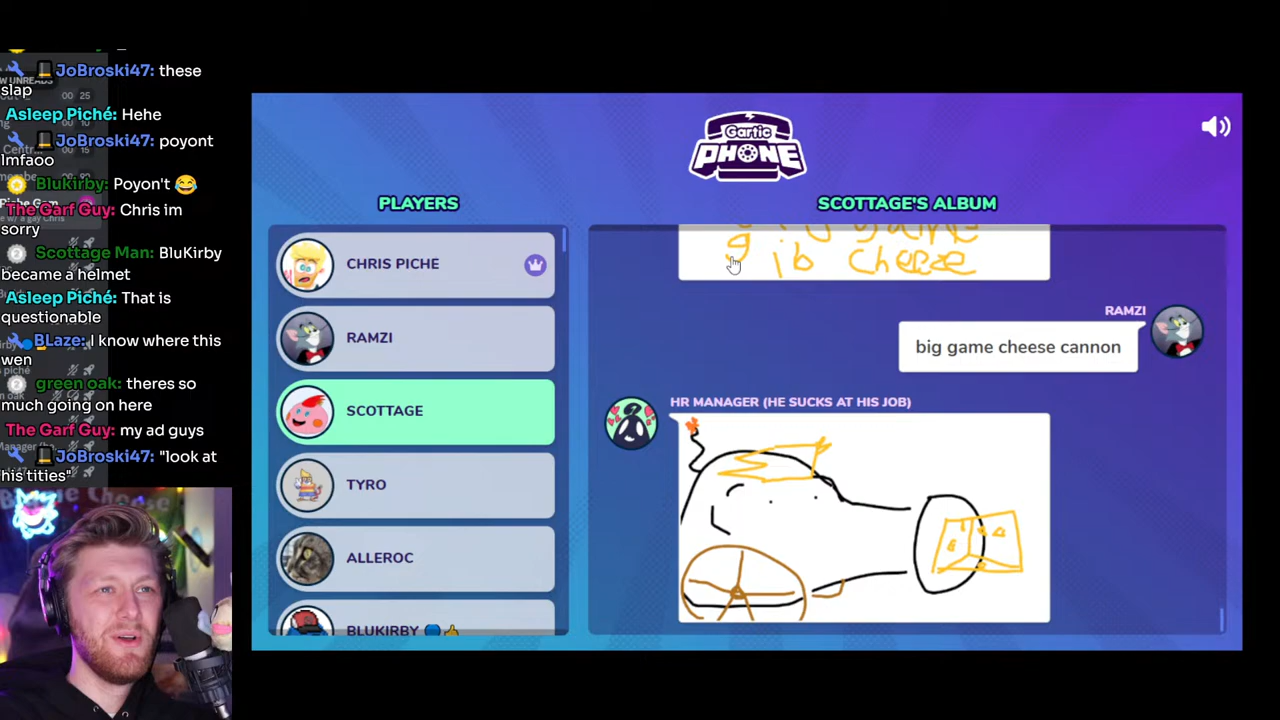 JoBroski47: these
slap
Asleep Piché: Hehe
JoBroski47: poyont
lmfaoo
Blukirby: Poyon't 😂
The Garf Guy: Chris im
sorry
Scottage Man: BluKirby
became a helmet
Asleep Piché: That is
questionable
BLaze: I know where this
wen
green oak: theres so
much going on here
The Garf Guy: my ad guys
JoBroski47: "look at
his tities"
Gartic
PHONE
PLAYERS
CHRIS PICHE
RAMZI
SCOTTAGE
TYRO
ALLEROC
BLUKIRBY 🔵👍
SCOTTAGE'S ALBUM
game
cheese
RAMZI
big game cheese cannon
HR MANAGER (HE SUCKS AT HIS JOB)